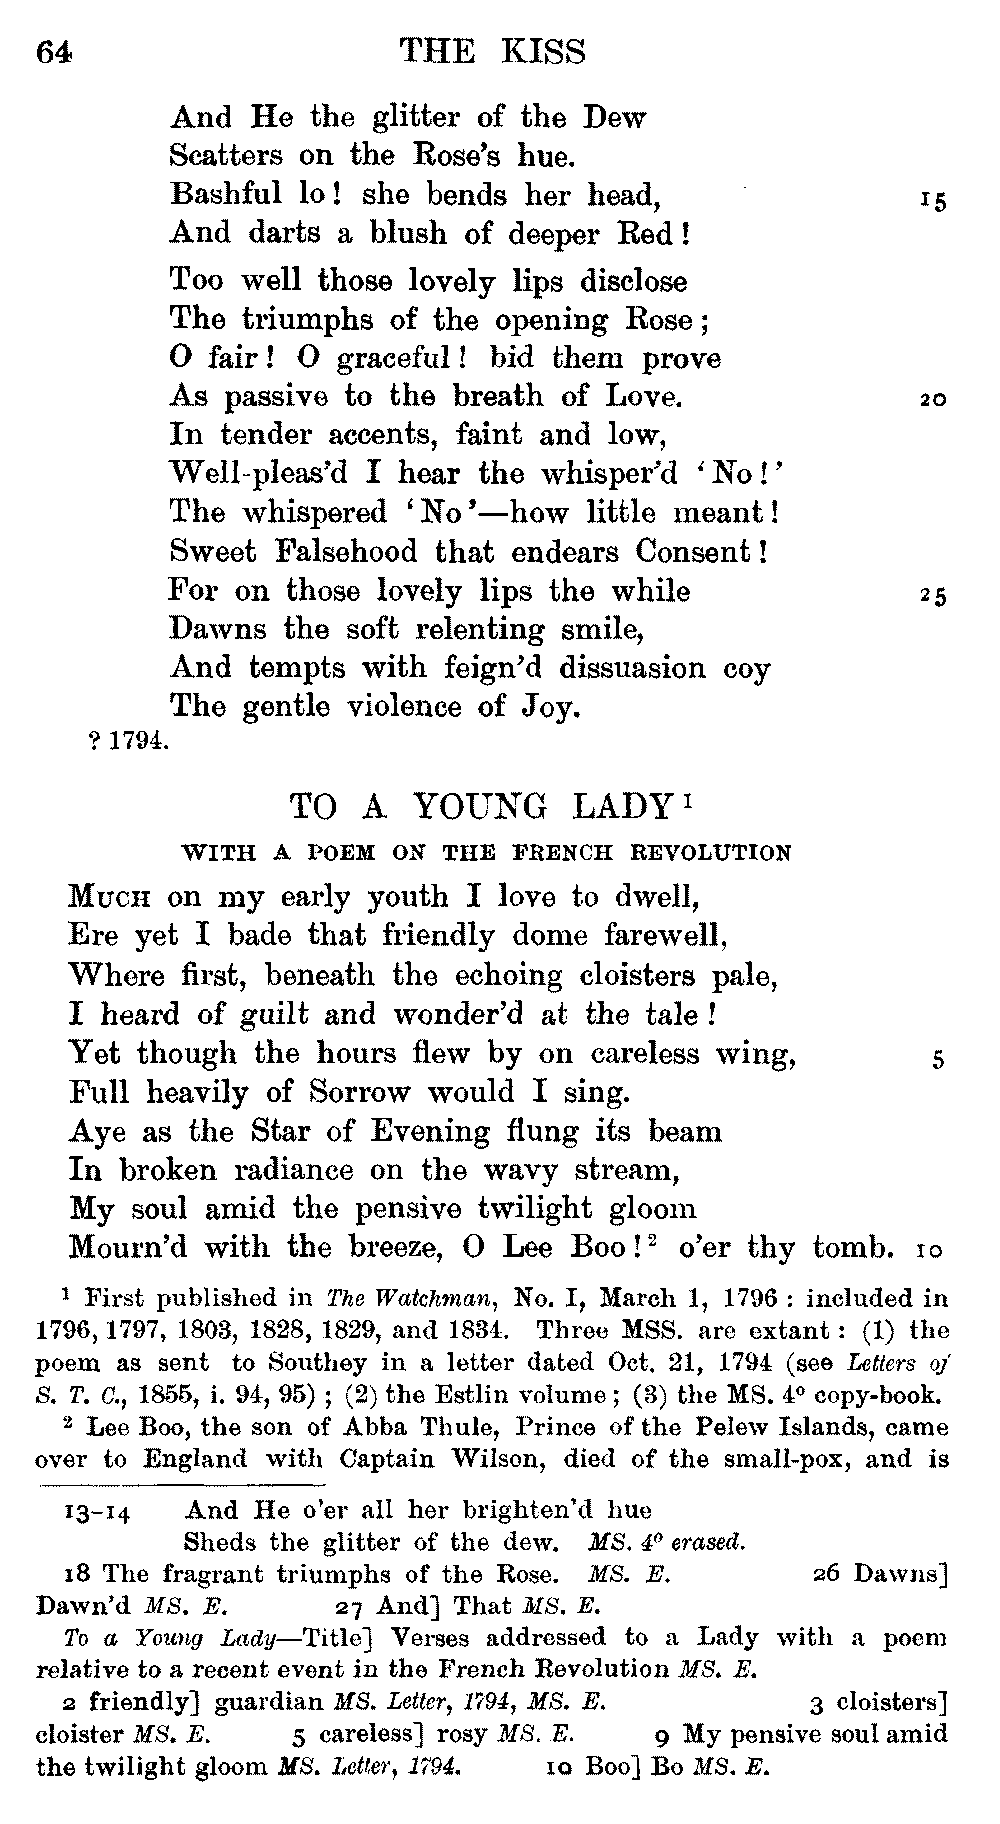 64 THE KISS
And He the glitter of the Dew
Scatters on the Rose's hue.
Bashful lo! she bends her head, 15
And darts a blush of deeper Red!
Too well those lovely lips disclose
The triumphs of the opening Rose;
O fair! O graceful! bid them prove
As passive to the breath of Love. 20
In tender accents, faint and low,
Well-pleas'd I hear the whisper'd 'No!'
The whispered 'No'—how little meant!
Sweet Falsehood that endears Consent!
For on those lovely lips the while 25
Dawns the soft relenting smile,
And tempts with feign'd dissuasion coy
The gentle violence of Joy.
? 1794.
TO A YOUNG LADY¹
WITH A POEM ON THE FRENCH REVOLUTION
MUCH on my early youth I love to dwell,
Ere yet I bade that friendly dome farewell,
Where first, beneath the echoing cloisters pale,
I heard of guilt and wonder'd at the tale!
Yet though the hours flew by on careless wing, 5
Full heavily of Sorrow would I sing.
Aye as the Star of Evening flung its beam
In broken radiance on the wavy stream,
My soul amid the pensive twilight gloom
Mourn'd with the breeze, O Lee Boo!² o'er thy tomb. 10
¹ First published in The Watchman, No. I, March 1, 1796: included in
1796, 1797, 1803, 1828, 1829, and 1834. Three MSS. are extant: (1) the
poem as sent to Southey in a letter dated Oct. 21, 1794 (see Letters of
S. T. C., 1855, i. 94, 95); (2) the Estlin volume; (3) the MS. 4º copy-book.
² Lee Boo, the son of Abba Thule, Prince of the Pelew Islands, came
over to England with Captain Wilson, died of the small-pox, and is
13-14 And He o'er all her brighten'd hue
Sheds the glitter of the dew. MS. 4º erased.
18 The fragrant triumphs of the Rose. MS. E. 26 Dawns]
Dawn'd MS. E. 27 And] That MS. E.
To a Young Lady—Title] Verses addressed to a Lady with a poem
relative to a recent event in the French Revolution MS. E.
2 friendly] guardian MS. Letter, 1794, MS. E. 3 cloisters]
cloister MS. E. 5 careless] rosy MS. E. 9 My pensive soul amid
the twilight gloom MS. Letter, 1794. 10 Boo] Bo MS. E.